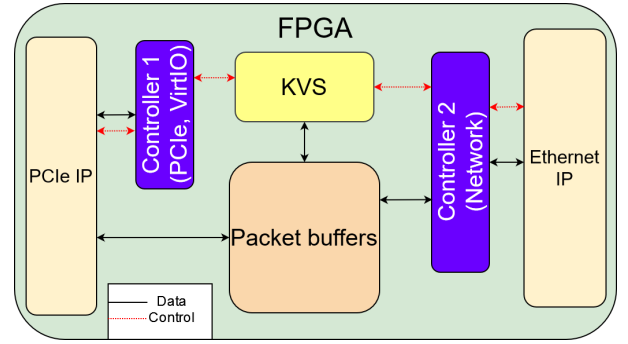 FPGA
PCIe IP
Controller 1
(PCIe, VirtIO)
KVS
Packet buffers
Controller 2
(Network)
Ethernet
IP
Data
Control